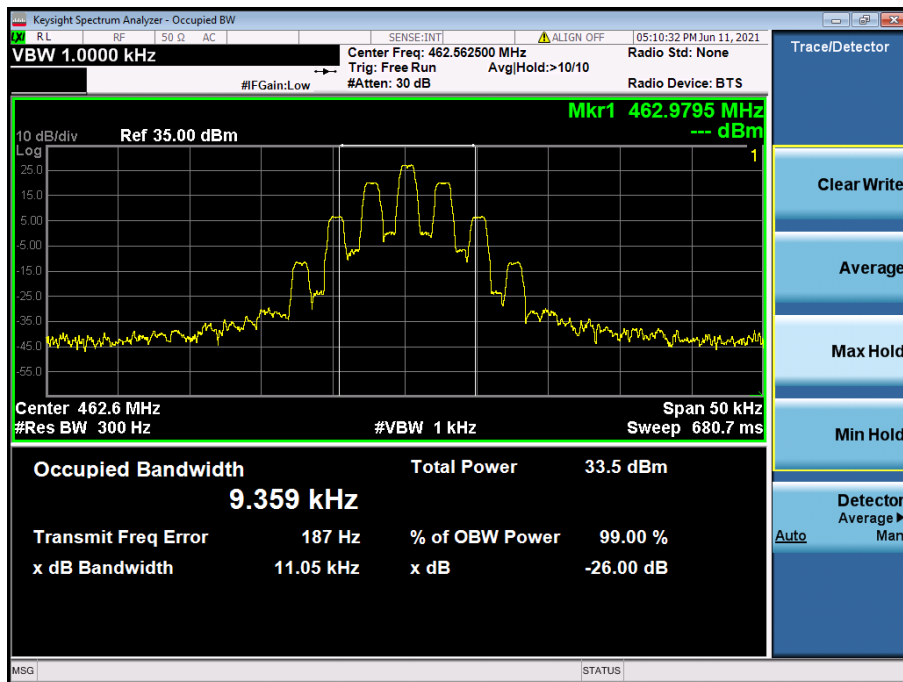 Keysight Spectrum Analyzer - Occupied BW
LXI RL RF 50 Ω AC SENSE:INT ALIGN OFF 05:10:32 PM Jun 11, 2021
VBW 1.0000 kHz
Center Freq: 462.562500 MHz Radio Std: None
Trig: Free Run Avg|Hold:>10/10
#IFGain:Low #Atten: 30 dB Radio Device: BTS
Trace/Detector
Mkr1 462.9795 MHz
--- dBm
10 dB/div Ref 35.00 dBm
Log
1
25.0
15.0
5.00
-5.00
-15.0
-25.0
-35.0
-45.0
-55.0
Center 462.6 MHz Span 50 kHz
#Res BW 300 Hz #VBW 1 kHz Sweep 680.7 ms
Occupied Bandwidth Total Power 33.5 dBm
9.359 kHz
Transmit Freq Error 187 Hz % of OBW Power 99.00 %
x dB Bandwidth 11.05 kHz x dB -26.00 dB
Clear Write
Average
Max Hold
Min Hold
Detector
Average
Auto Man
MSG STATUS